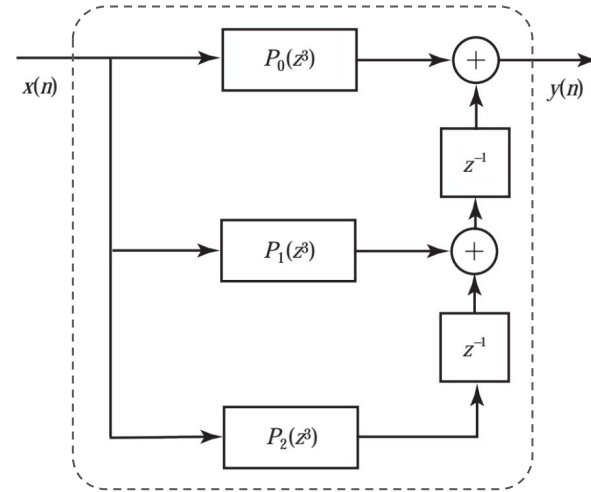 P₀(z³)
+
x(n)
y(n)
z⁻¹
P₁(z³)
+
z⁻¹
P₂(z³)